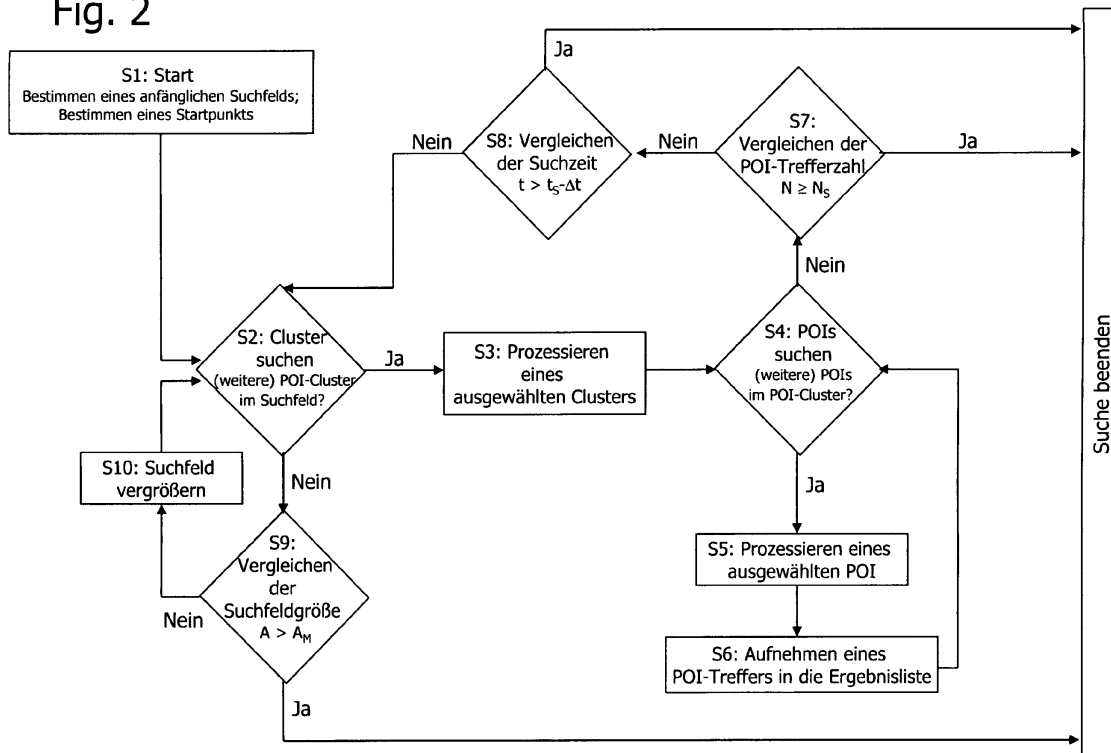 Fig. 2
S1: Start
Bestimmen eines anfänglichen Suchfelds;
Bestimmen eines Startpunkts
Ja
S8: Vergleichen
der Suchzeit
t > tS-Δt
Nein
Nein
S7:
Vergleichen der
POI-Trefferzahl
N ≥ NS
Ja
Nein
S2: Cluster
suchen
(weitere) POI-Cluster
im Suchfeld?
Ja
S3: Prozessieren
eines
ausgewählten Clusters
S4: POIs
suchen
(weitere) POIs
im POI-Cluster?
Suche beenden
S10: Suchfeld
vergrößern
Nein
Ja
S9:
Vergleichen
der
Suchfeldgröße
A > AM
Nein
S5: Prozessieren eines
ausgewählten POI
S6: Aufnehmen eines
POI-Treffers in die Ergebnisliste
Ja